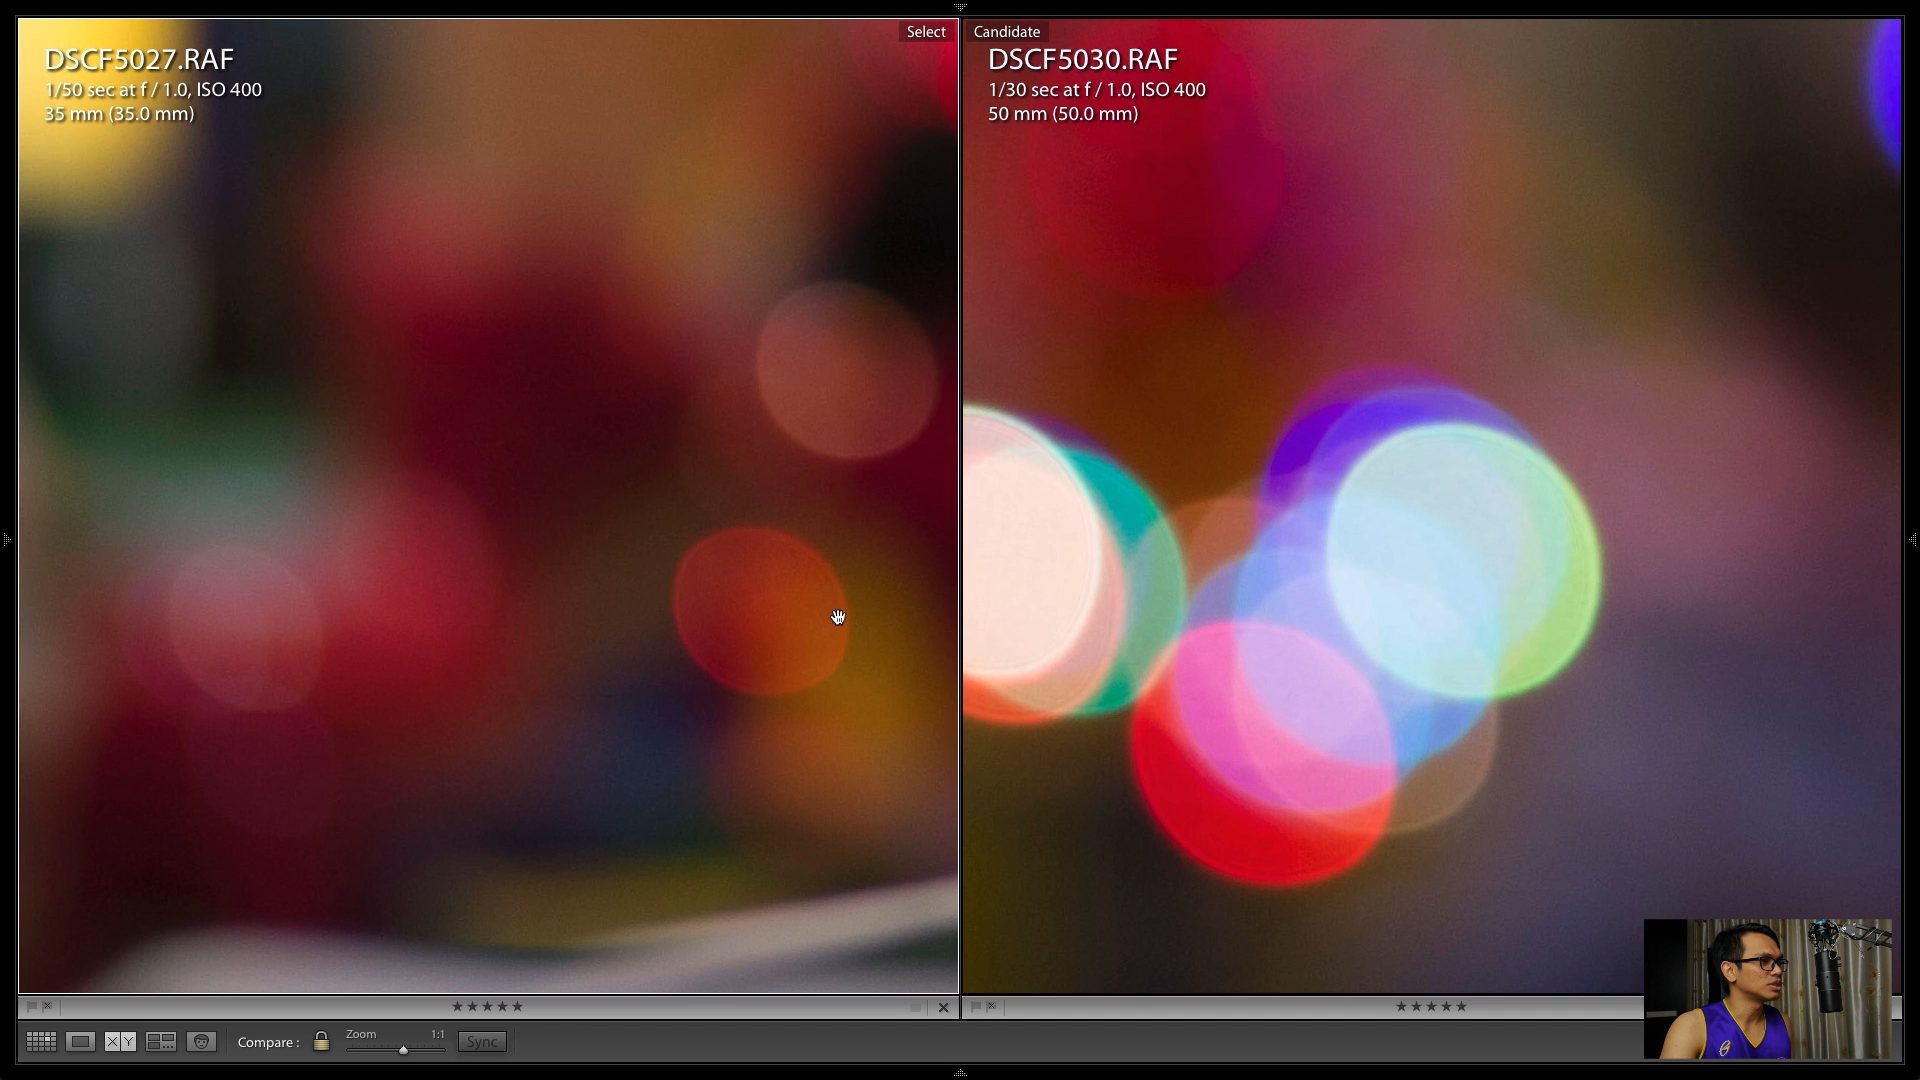 Select
DSCF5027.RAF
1/50 sec at f / 1.0, ISO 400
35 mm (35.0 mm)
Candidate
DSCF5030.RAF
1/30 sec at f / 1.0, ISO 400
50 mm (50.0 mm)
XY
Compare :
Zoom
1:1
Sync